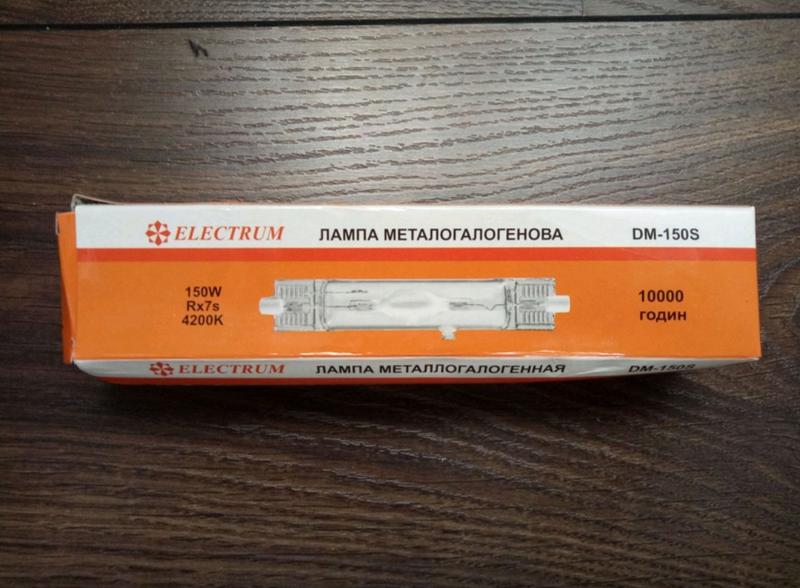 ELECTRUM ЛАМПА МЕТАЛОГАЛОГЕНОВА DM-150S
150W
Rx7s
4200K
10000
годин
ELECTRUM ЛАМПА МЕТАЛЛОГАЛОГЕННАЯ DM-150S